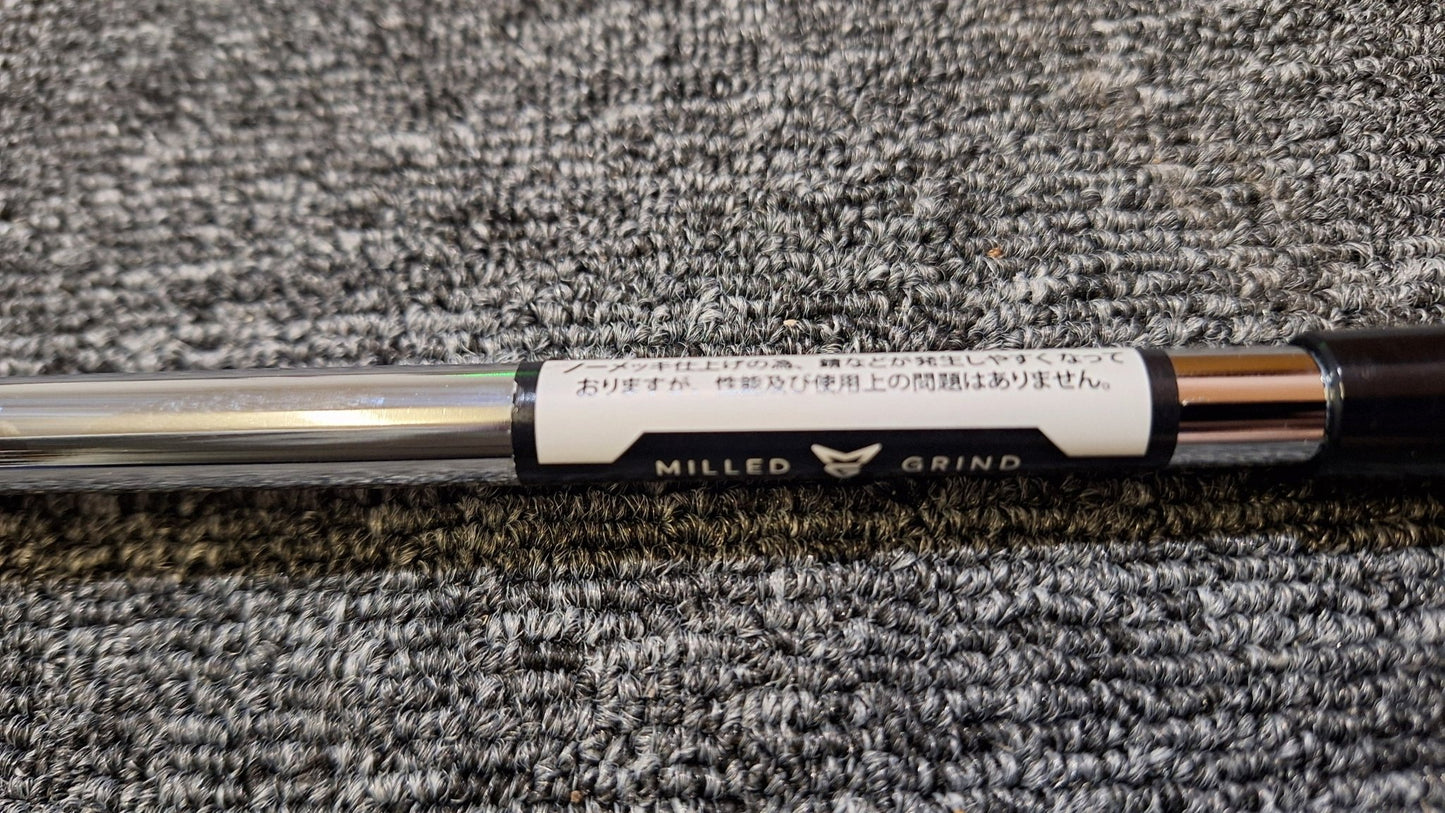 ノーメッキ仕上げの為、錆などが発生しやすくなって
おりますが、性能及び使用上の問題はありません。
MILLED GRIND